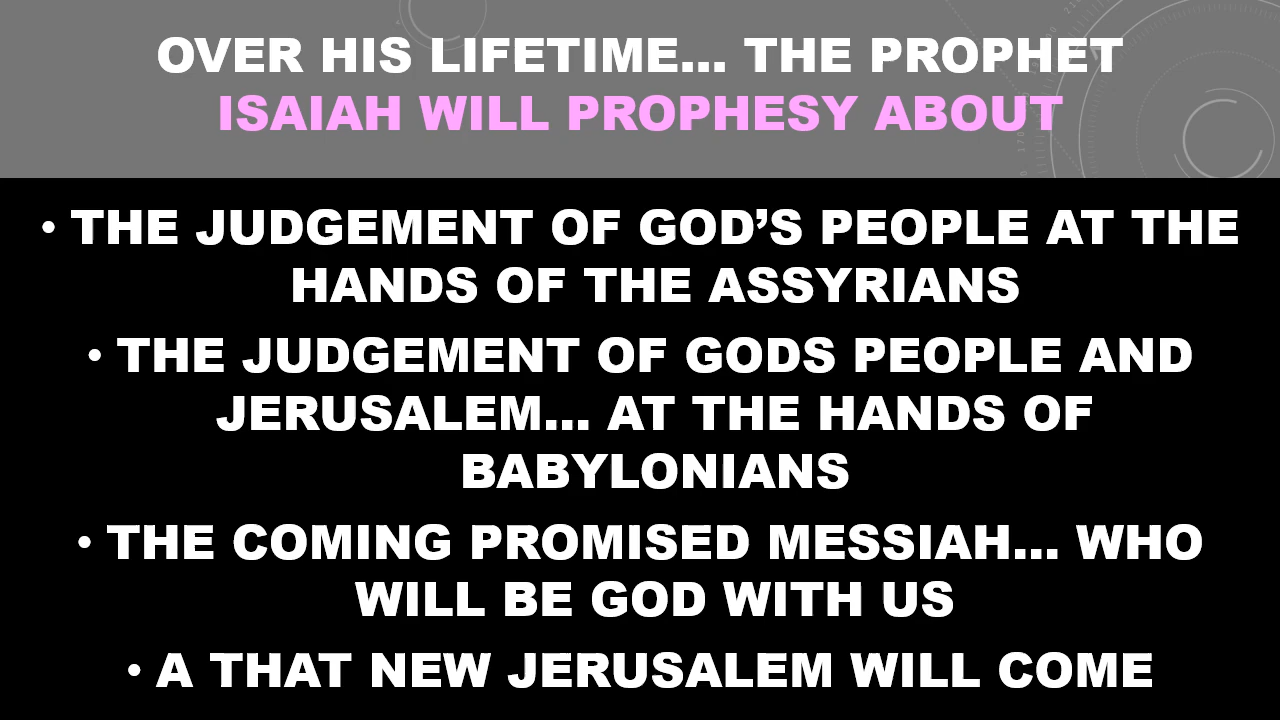 OVER HIS LIFETIME... THE PROPHET
ISAIAH WILL PROPHESY ABOUT
• THE JUDGEMENT OF GOD’S PEOPLE AT THE
HANDS OF THE ASSYRIANS
• THE JUDGEMENT OF GODS PEOPLE AND
JERUSALEM... AT THE HANDS OF
BABYLONIANS
• THE COMING PROMISED MESSIAH... WHO
WILL BE GOD WITH US
• A THAT NEW JERUSALEM WILL COME